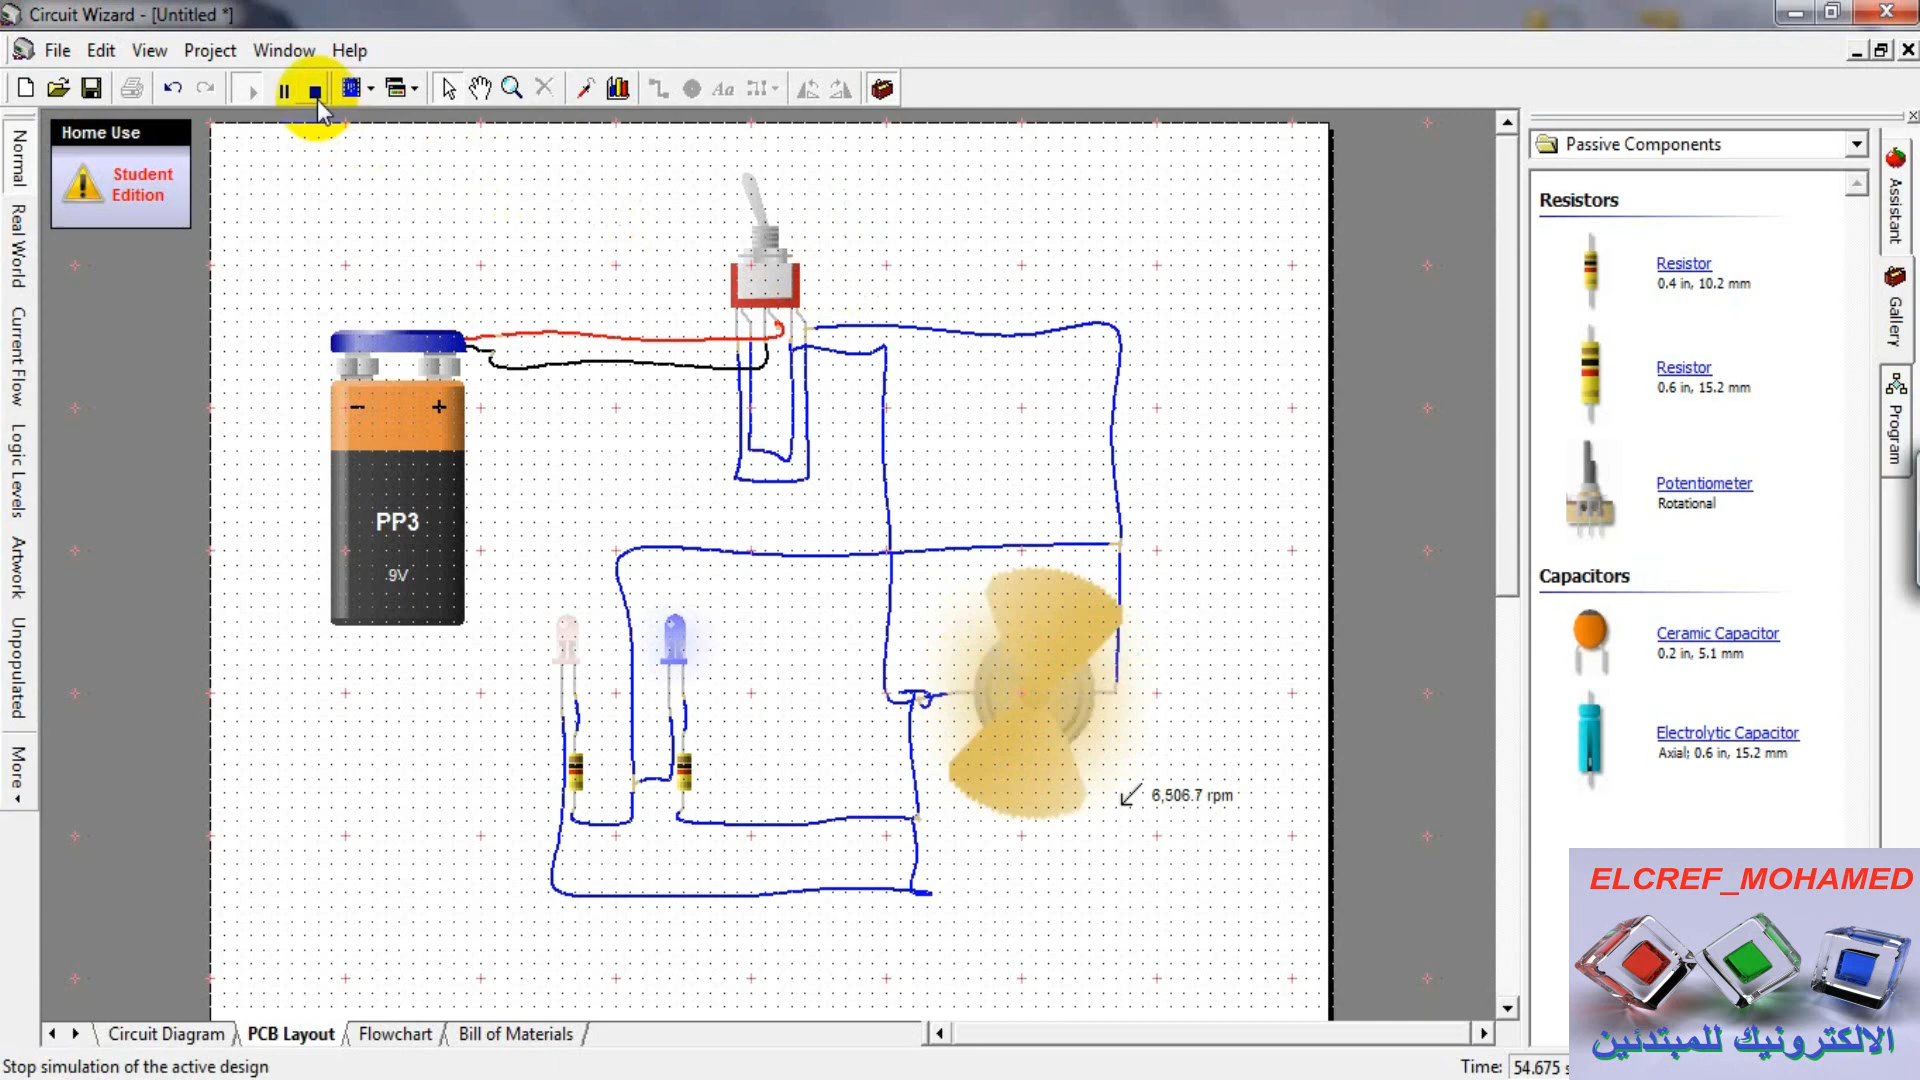 Circuit Wizard - [Untitled *]
File Edit View Project Window Help
Aa
Home Use
Student
Edition
Normal
Real World
Current Flow
Logic Levels
Artwork
Unpopulated
More
PP3
9V
6,506.7 rpm
Passive Components
Resistors
Resistor
0.4 in, 10.2 mm
Resistor
0.6 in, 15.2 mm
Potentiometer
Rotational
Capacitors
Ceramic Capacitor
0.2 in, 5.1 mm
Electrolytic Capacitor
Axial; 0.6 in, 15.2 mm
Assistant
Gallery
Program
ELCREF_MOHAMED
الالكترونيك للمبتدئين
Circuit Diagram PCB Layout Flowchart Bill of Materials
Stop simulation of the active design
Time: 54.675 s